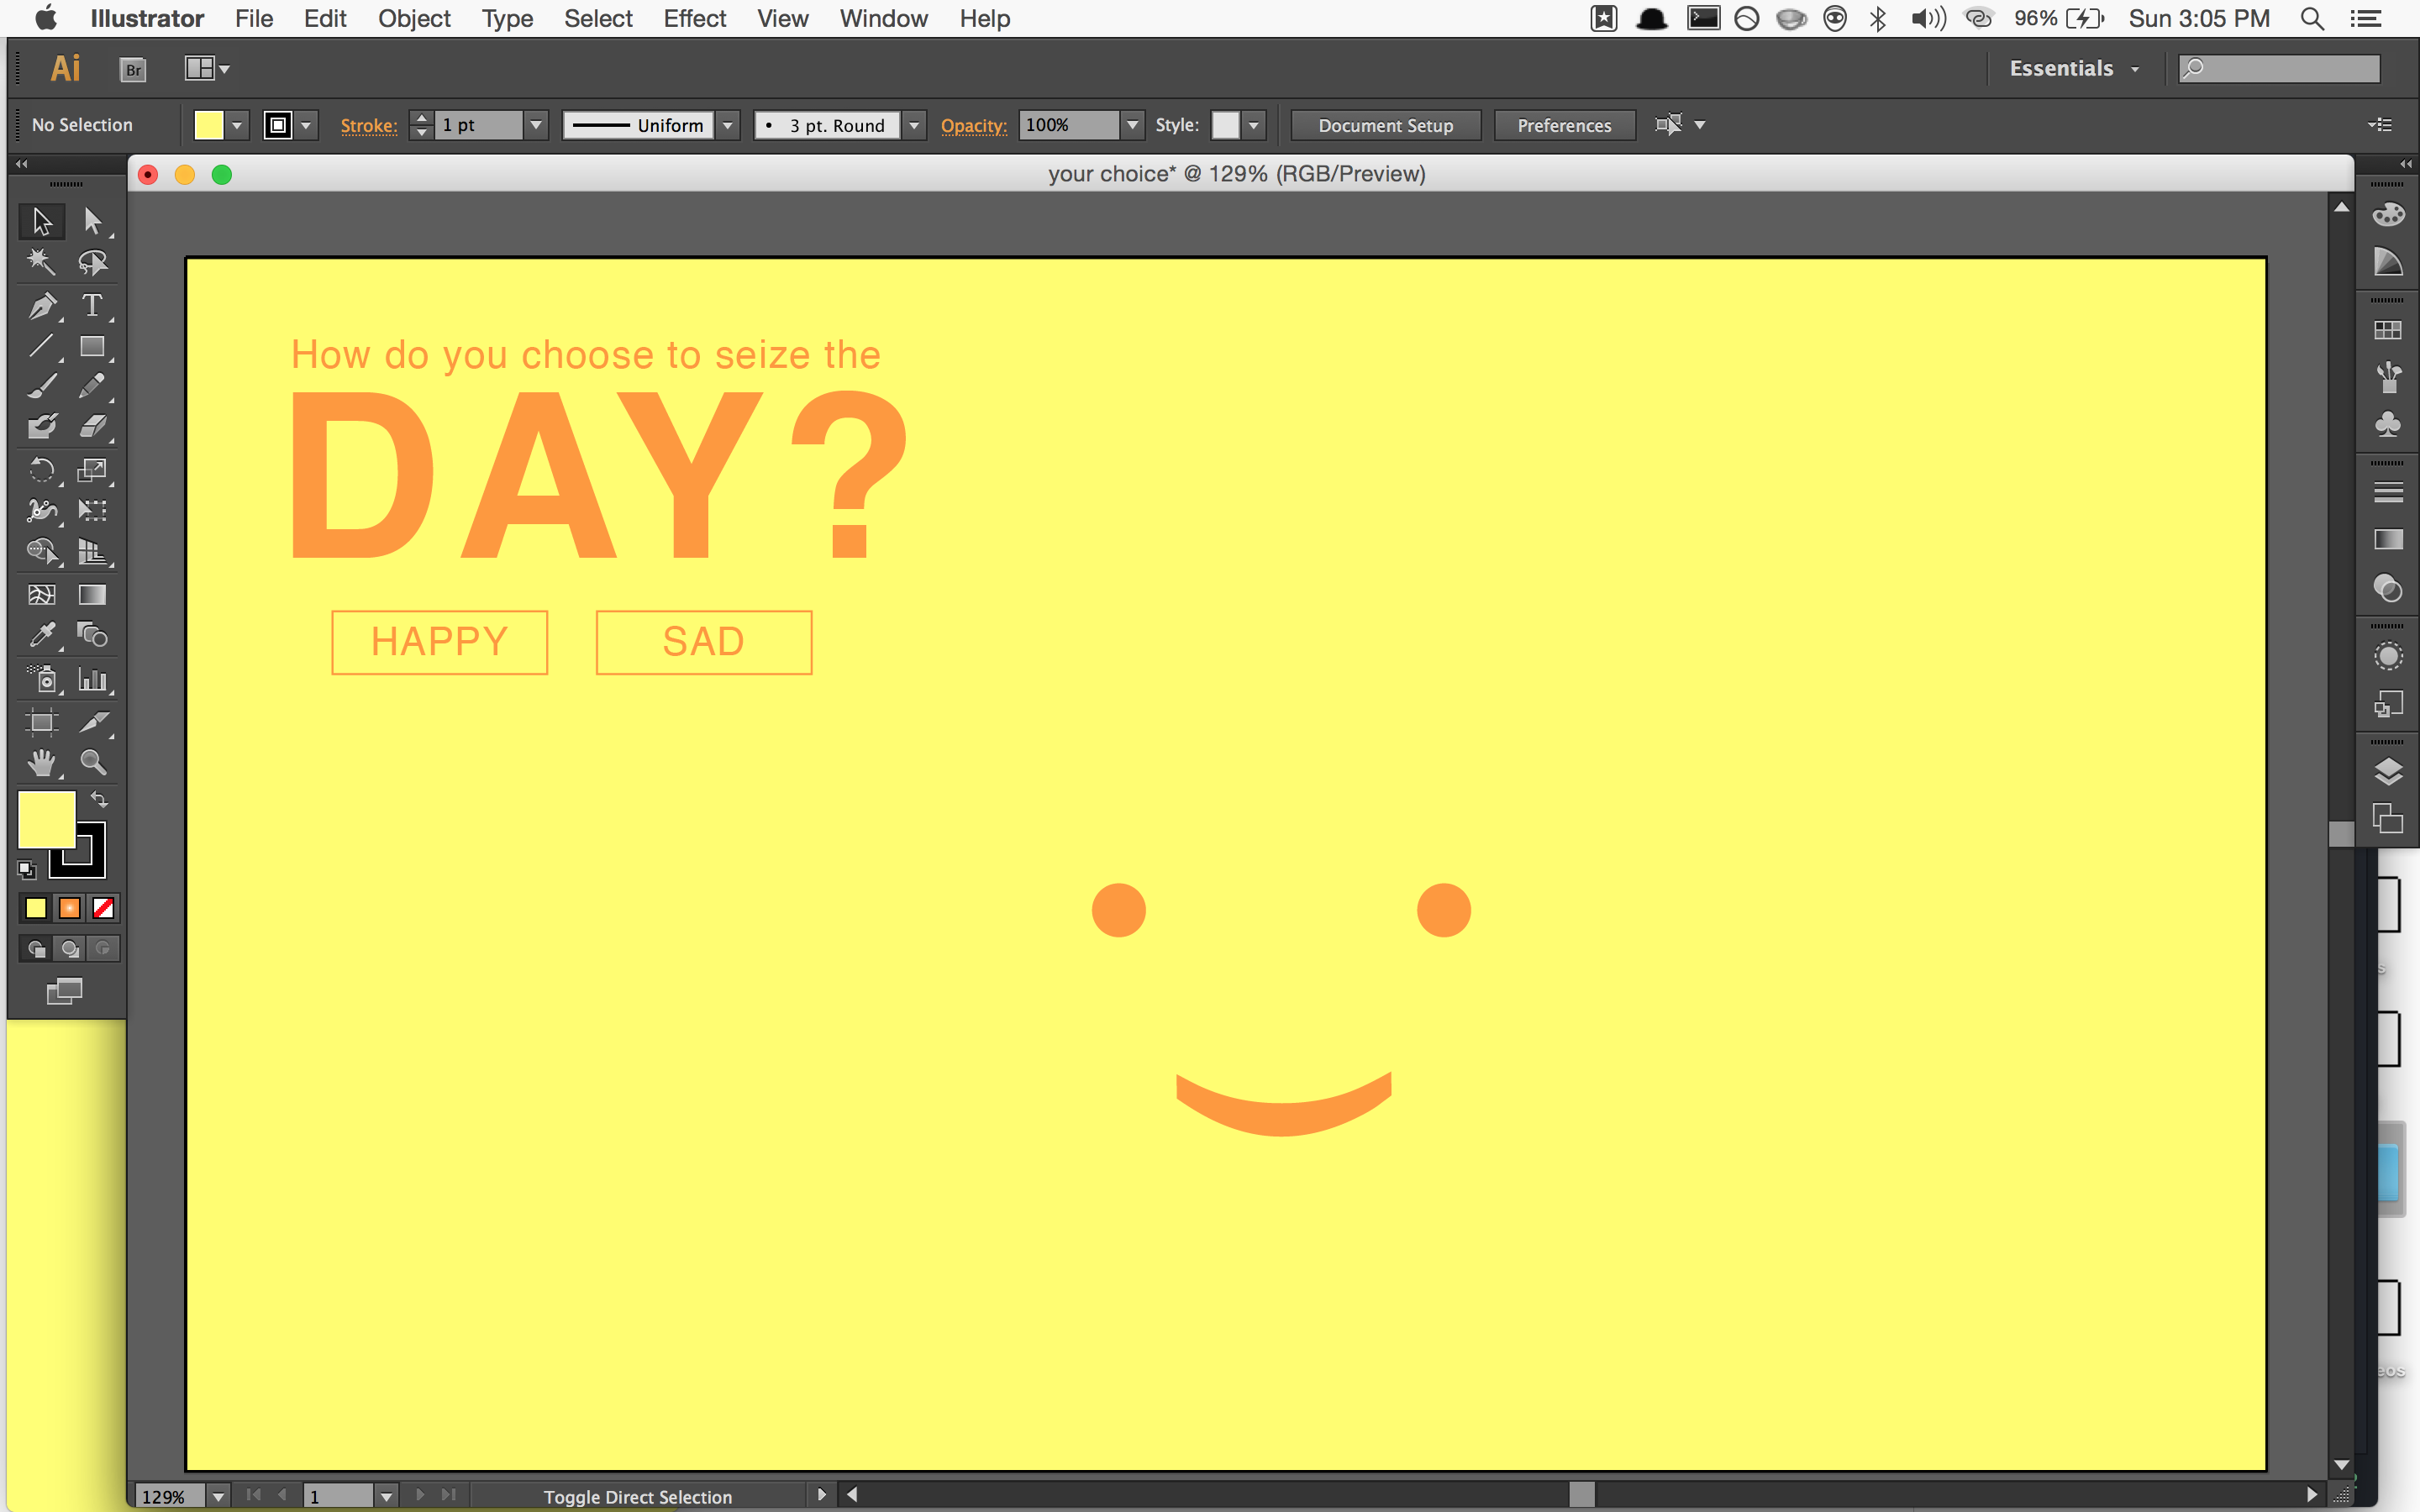 Illustrator File Edit Object Type Select Effect View Window Help 96% Sun 3:05 PM
Ai Br Essentials
No Selection Stroke: 1 pt Uniform 3 pt. Round Opacity: 100% Style: Document Setup Preferences
your choice* @ 129% (RGB/Preview)
T
How do you choose to seize the
DAY?
HAPPY SAD
s
eos
129% 1 Toggle Direct Selection